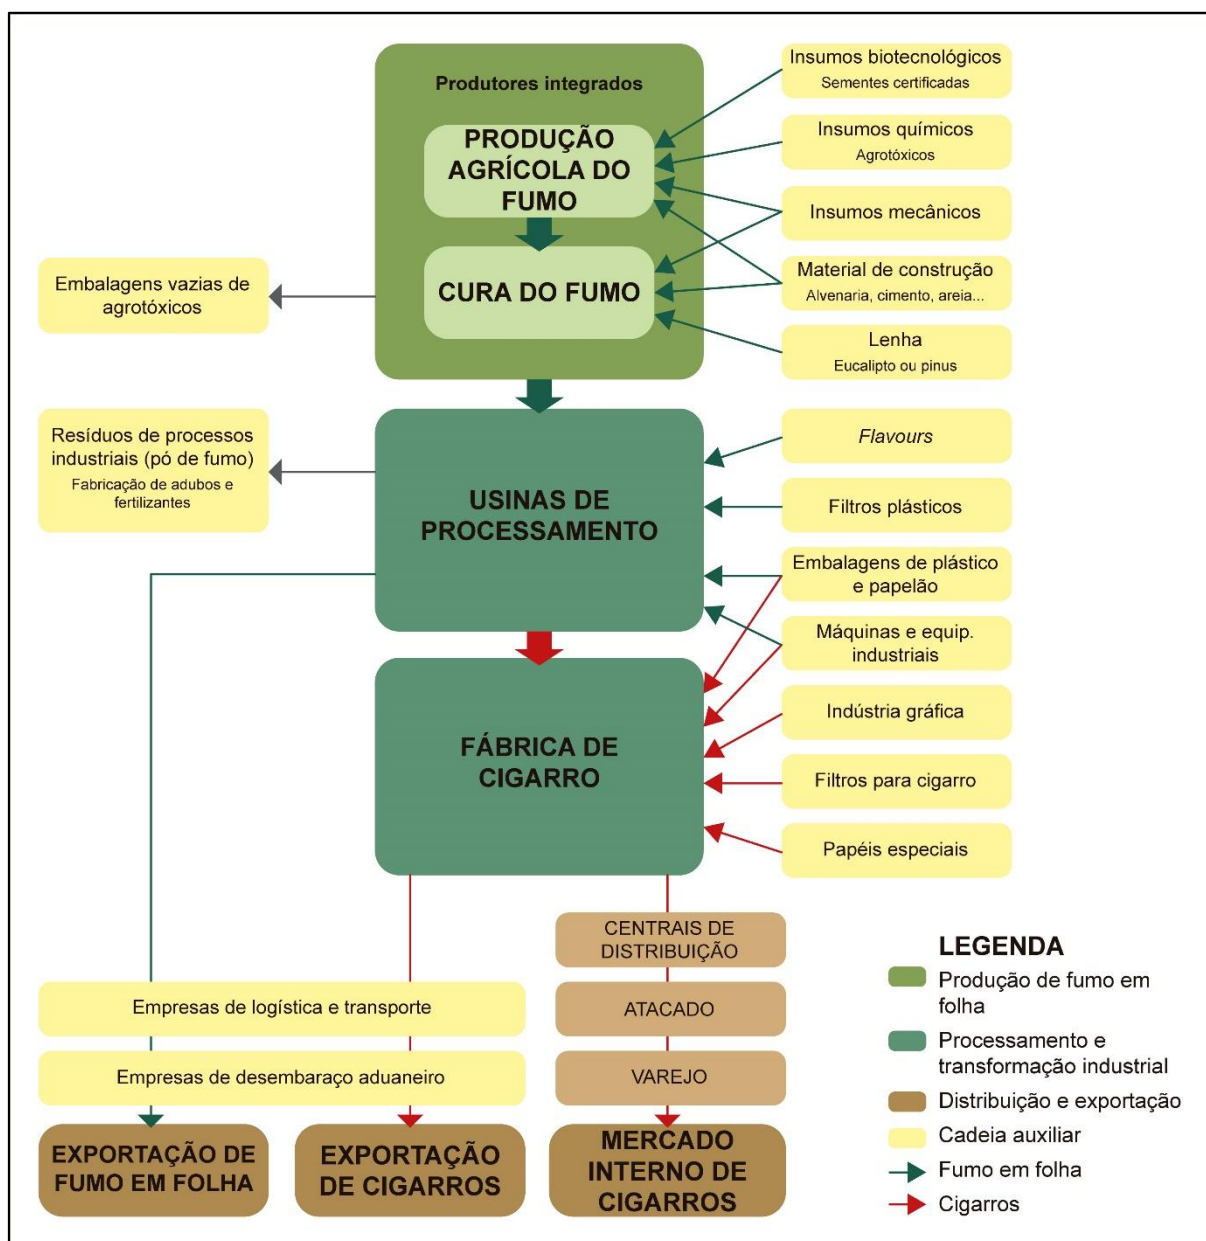 Produtores integrados
PRODUÇÃO
AGRÍCOLA DO
FUMO
CURA DO FUMO
Insumos biotecnológicos
Sementes certificadas
Insumos químicos
Agrotóxicos
Insumos mecânicos
Material de construção
Alvenaria, cimento, areia...
Lenha
Eucalipto ou pinus
Embalagens vazias de
agrotóxicos
Resíduos de processos
industriais (pó de fumo)
Fabricação de adubos e
fertilizantes
USINAS DE
PROCESSAMENTO
Flavours
Filtros plásticos
Embalagens de plástico
e papelão
Máquinas e equip.
industriais
FÁBRICA DE
CIGARRO
Indústria gráfica
Filtros para cigarro
Papéis especiais
CENTRAIS DE
DISTRIBUIÇÃO
Empresas de logística e transporte
ATACADO
Empresas de desembaraço aduaneiro
VAREJO
EXPORTAÇÃO DE
FUMO EM FOLHA
EXPORTAÇÃO
DE CIGARROS
MERCADO
INTERNO DE
CIGARROS
LEGENDA
Produção de fumo em
folha
Processamento e
transformação industrial
Distribuição e exportação
Cadeia auxiliar
Fumo em folha
Cigarros